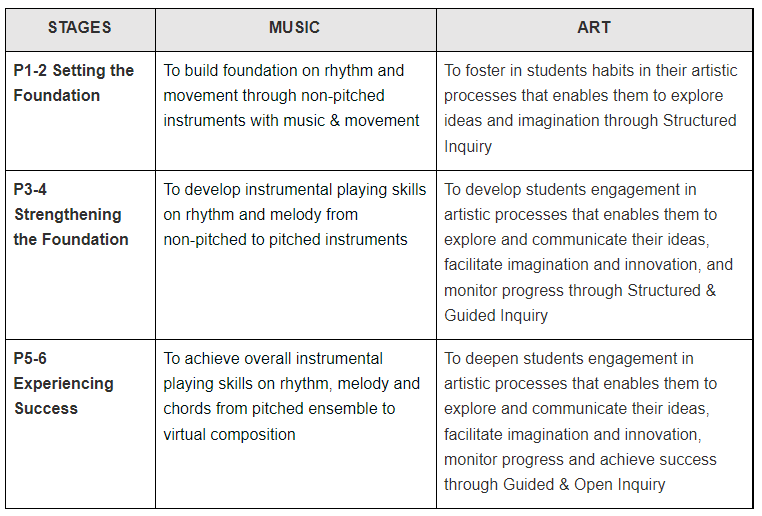 STAGES
MUSIC
ART
P1-2 Setting the
Foundation
To build foundation on rhythm and
movement through non-pitched
instruments with music & movement
To foster in students habits in their artistic
processes that enables them to explore
ideas and imagination through Structured
Inquiry
P3-4
Strengthening
the Foundation
To develop instrumental playing skills
on rhythm and melody from
non-pitched to pitched instruments
To develop students engagement in
artistic processes that enables them to
explore and communicate their ideas,
facilitate imagination and innovation, and
monitor progress through Structured &
Guided Inquiry
P5-6
Experiencing
Success
To achieve overall instrumental
playing skills on rhythm, melody and
chords from pitched ensemble to
virtual composition
To deepen students engagement in
artistic processes that enables them to
explore and communicate their ideas,
facilitate imagination and innovation,
monitor progress and achieve success
through Guided & Open Inquiry